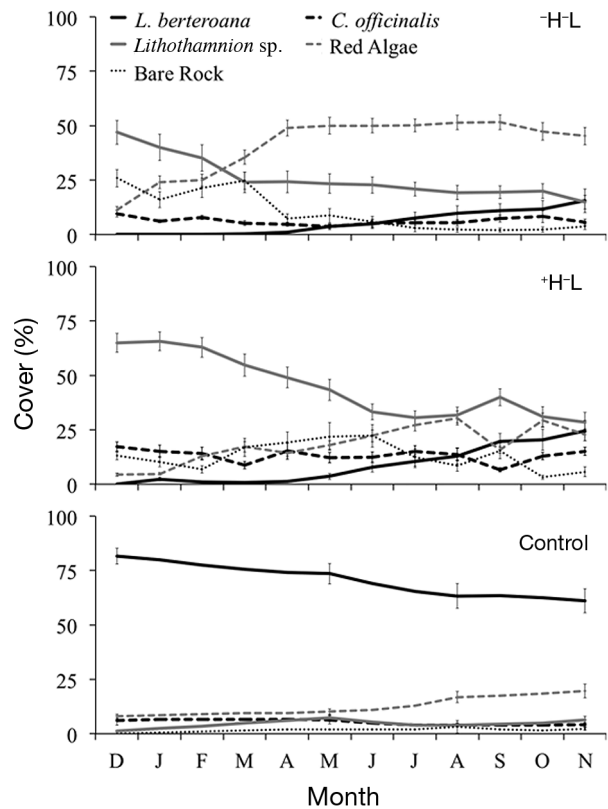 L. berteroana C. officinalis ⁻H⁻L
Lithothamnion sp. Red Algae
Bare Rock
100
75
50
25
0
⁺H⁻L
100
75
50
25
0
Cover (%)
Control
100
75
50
25
0
D J F M A M J J A S O N
Month